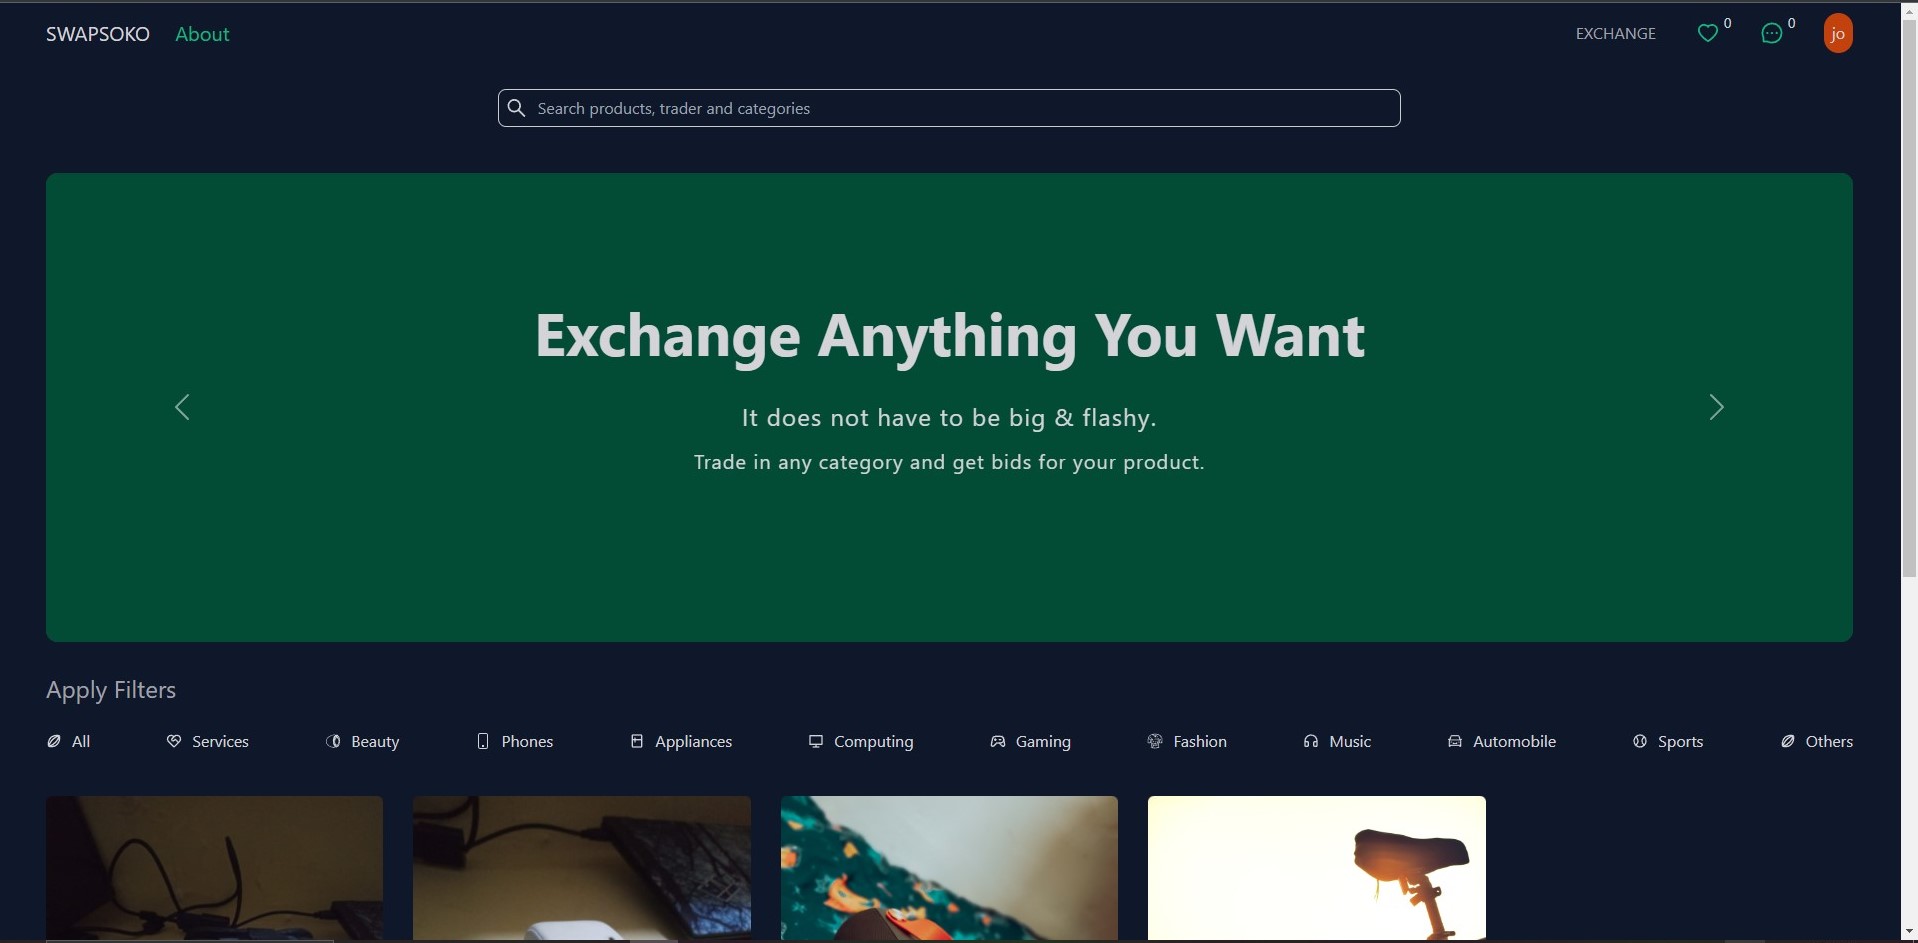 SWAPSOKO About EXCHANGE 0 0 jo
Search products, trader and categories
Exchange Anything You Want
It does not have to be big & flashy.
Trade in any category and get bids for your product.
Apply Filters
All Services Beauty Phones Appliances Computing Gaming Fashion Music Automobile Sports Others